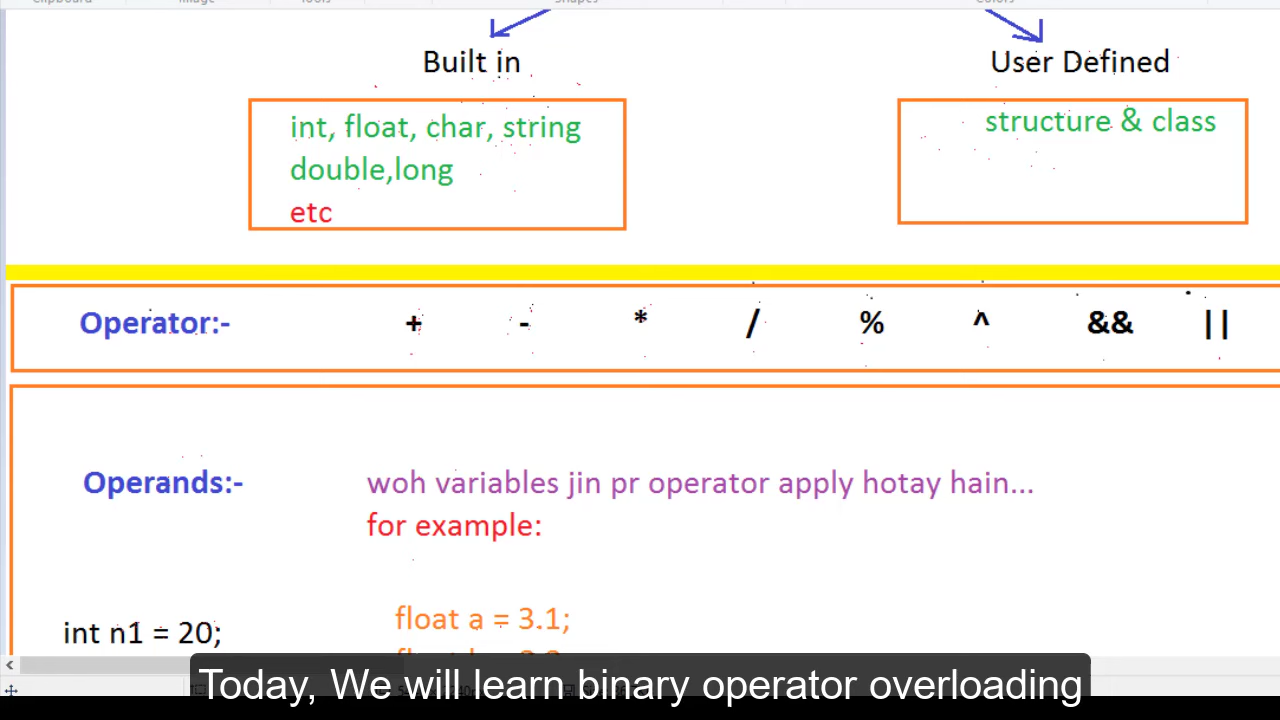 Built in
User Defined
int, float, char, string
double,long
etc
structure & class
Operator:- + - * / % ^ && ||
Operands:- woh variables jin pr operator apply hotay hain...
for example:
float a = 3.1;
int n1 = 20;
Today, We will learn binary operator overloading